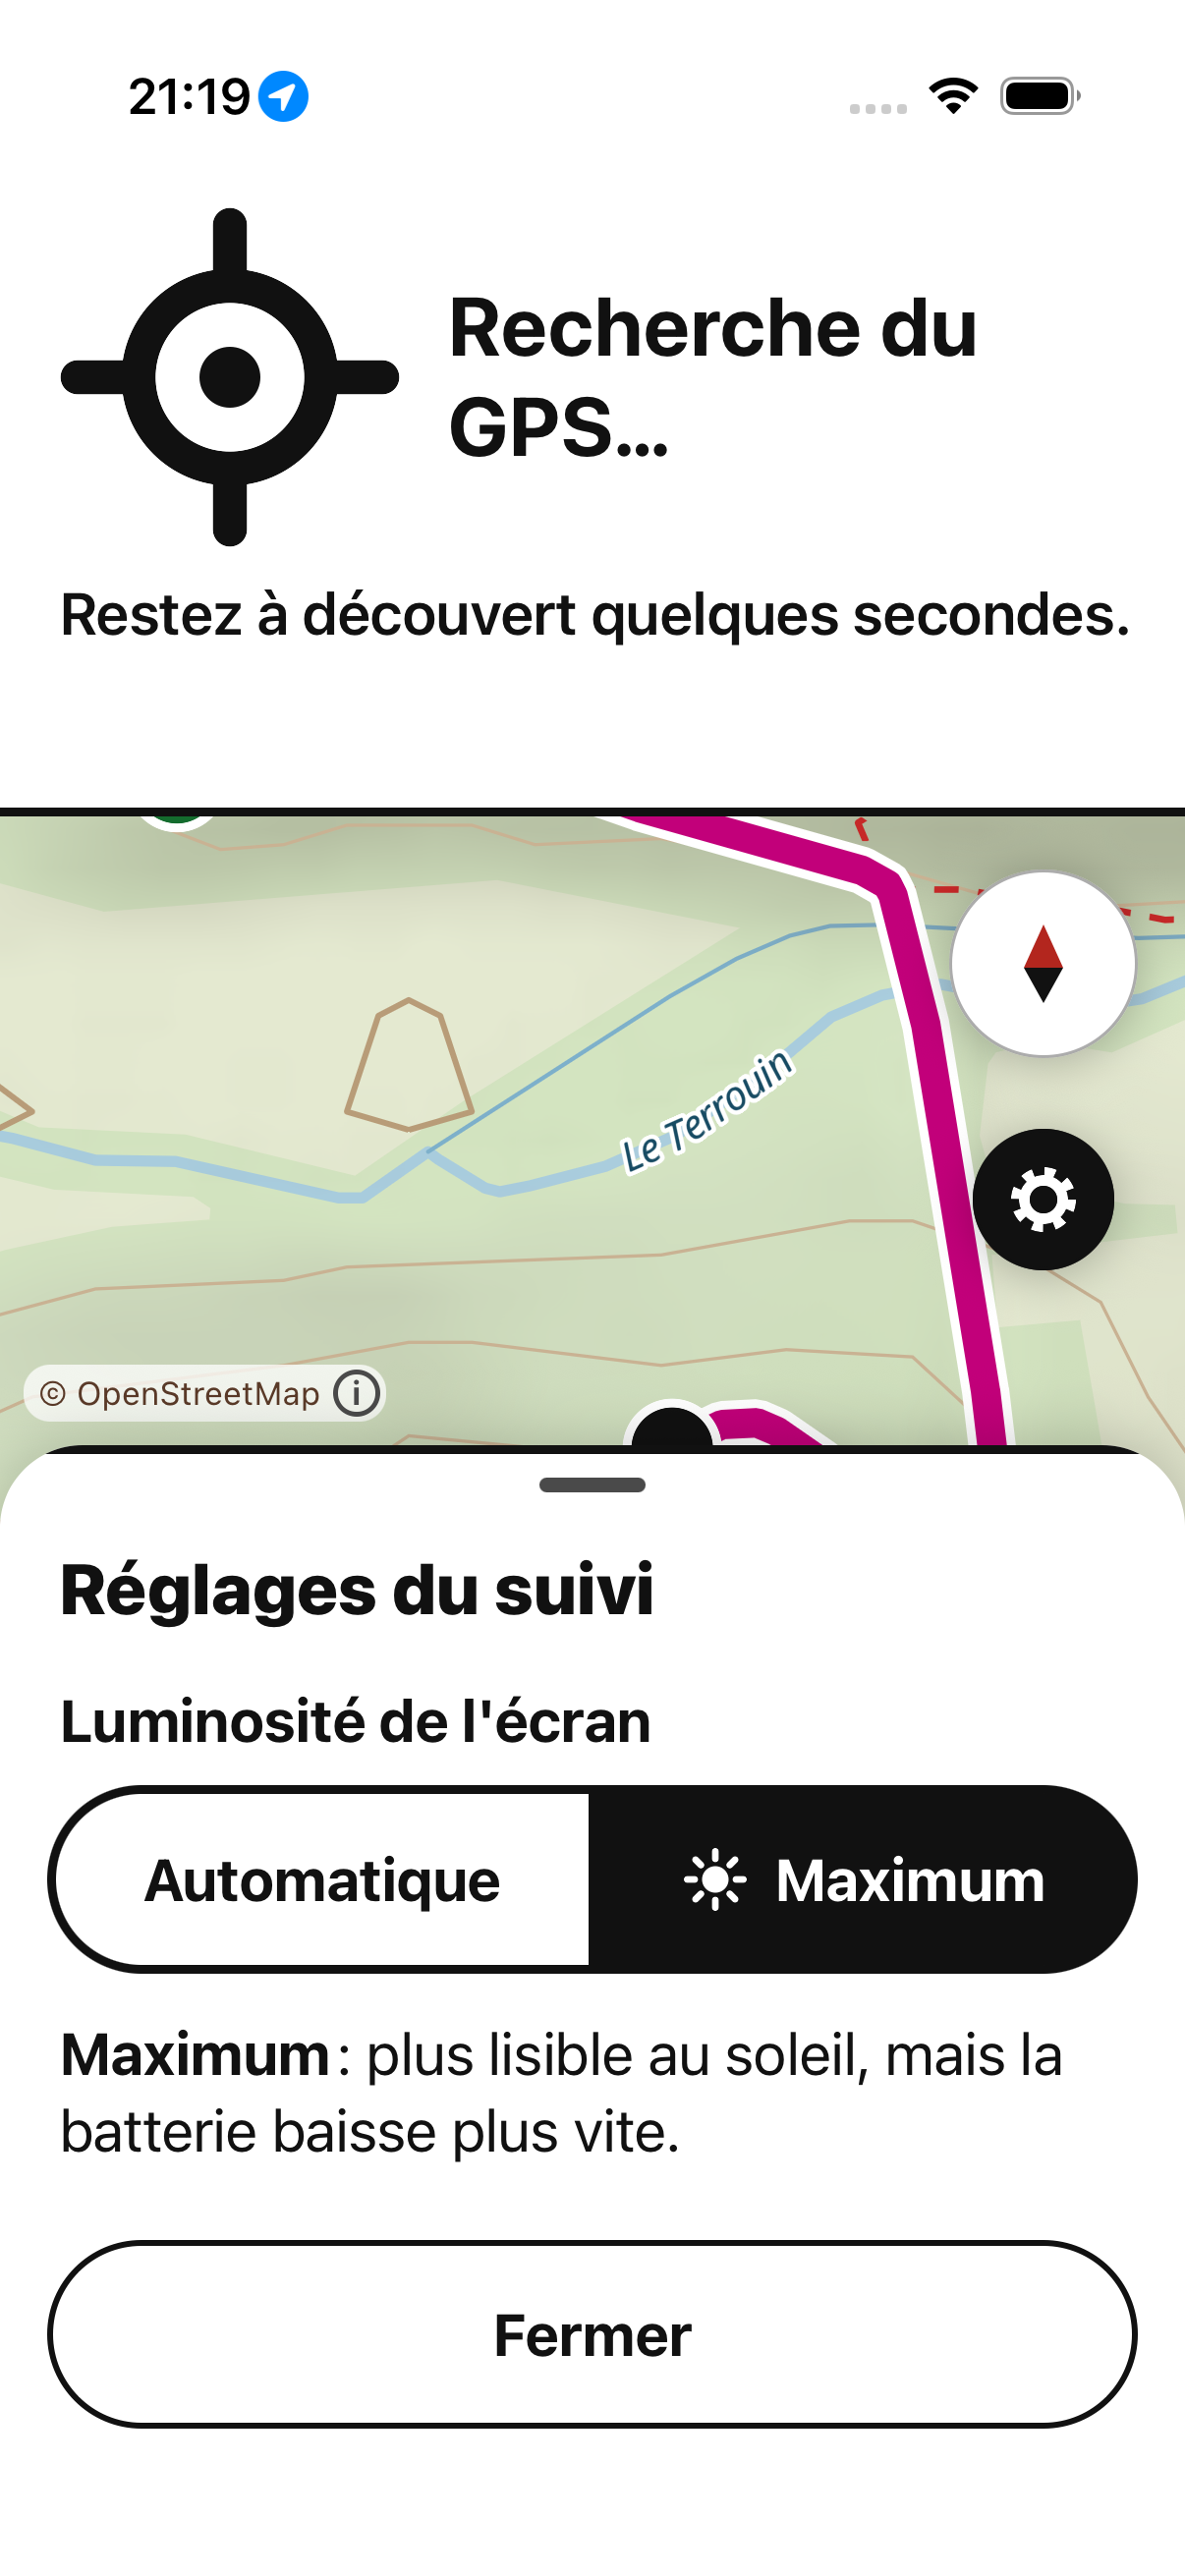 21:19
Recherche du
GPS…
Restez à découvert quelques secondes.
Le Terrouin
© OpenStreetMap
Réglages du suivi
Luminosité de l'écran
Automatique
Maximum
Maximum : plus lisible au soleil, mais la
batterie baisse plus vite.
Fermer